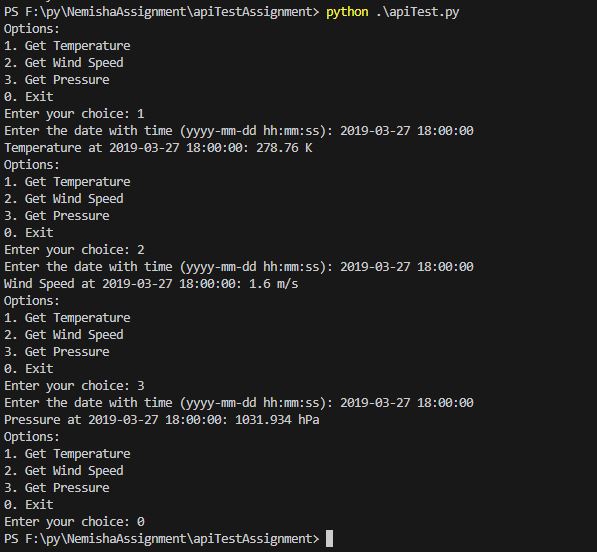 PS F:\py\NemishaAssignment\apiTestAssignment> python .\apiTest.py
Options:
1. Get Temperature
2. Get Wind Speed
3. Get Pressure
0. Exit
Enter your choice: 1
Enter the date with time (yyyy-mm-dd hh:mm:ss): 2019-03-27 18:00:00
Temperature at 2019-03-27 18:00:00: 278.76 K
Options:
1. Get Temperature
2. Get Wind Speed
3. Get Pressure
0. Exit
Enter your choice: 2
Enter the date with time (yyyy-mm-dd hh:mm:ss): 2019-03-27 18:00:00
Wind Speed at 2019-03-27 18:00:00: 1.6 m/s
Options:
1. Get Temperature
2. Get Wind Speed
3. Get Pressure
0. Exit
Enter your choice: 3
Enter the date with time (yyyy-mm-dd hh:mm:ss): 2019-03-27 18:00:00
Pressure at 2019-03-27 18:00:00: 1031.934 hPa
Options:
1. Get Temperature
2. Get Wind Speed
3. Get Pressure
0. Exit
Enter your choice: 0
PS F:\py\NemishaAssignment\apiTestAssignment>